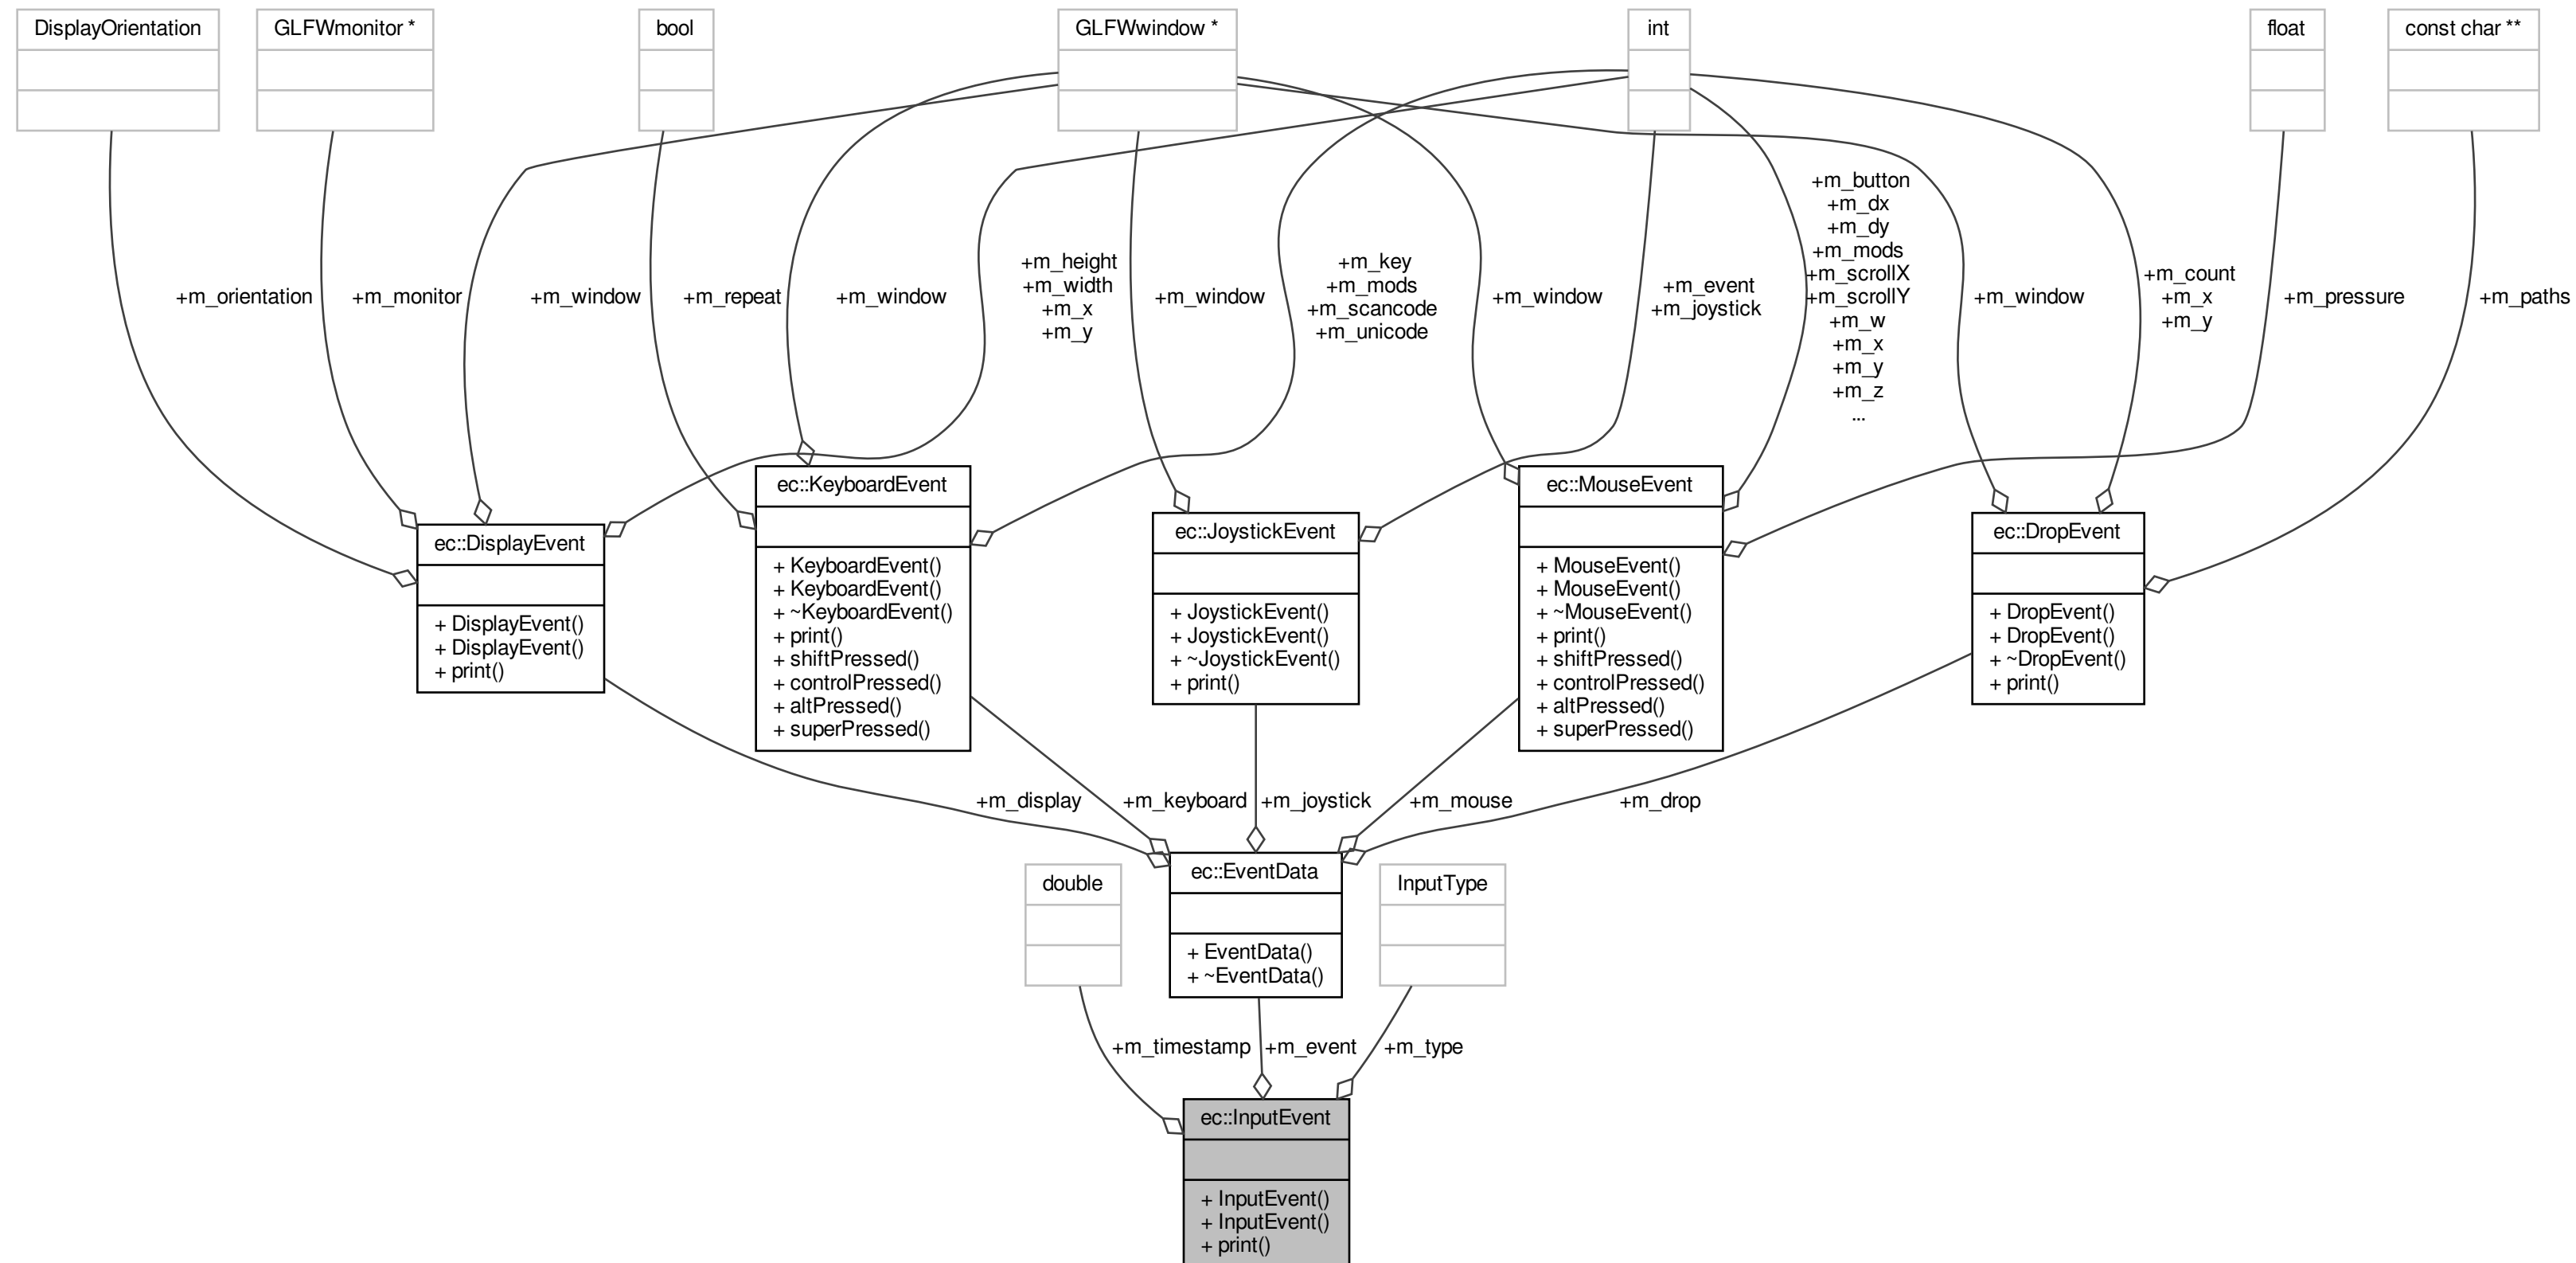 DisplayOrientation
GLFWmonitor *
bool
GLFWwindow *
int
float
const char **
+m_orientation
+m_monitor
+m_window
+m_repeat
+m_window
+m_height
+m_width
+m_x
+m_y
+m_window
+m_key
+m_mods
+m_scancode
+m_unicode
+m_window
+m_event
+m_joystick
+m_button
+m_dx
+m_dy
+m_mods
+m_scrollX
+m_scrollY
+m_w
+m_x
+m_y
+m_z
...
+m_window
+m_count
+m_x
+m_y
+m_pressure
+m_paths
ec::DisplayEvent
+ DisplayEvent()
+ DisplayEvent()
+ print()
ec::KeyboardEvent
+ KeyboardEvent()
+ KeyboardEvent()
+ ~KeyboardEvent()
+ print()
+ shiftPressed()
+ controlPressed()
+ altPressed()
+ superPressed()
ec::JoystickEvent
+ JoystickEvent()
+ JoystickEvent()
+ ~JoystickEvent()
+ print()
ec::MouseEvent
+ MouseEvent()
+ MouseEvent()
+ ~MouseEvent()
+ print()
+ shiftPressed()
+ controlPressed()
+ altPressed()
+ superPressed()
ec::DropEvent
+ DropEvent()
+ DropEvent()
+ ~DropEvent()
+ print()
+m_display
+m_keyboard
+m_joystick
+m_mouse
+m_drop
double
ec::EventData
+ EventData()
+ ~EventData()
InputType
+m_timestamp
+m_event
+m_type
ec::InputEvent
+ InputEvent()
+ InputEvent()
+ print()